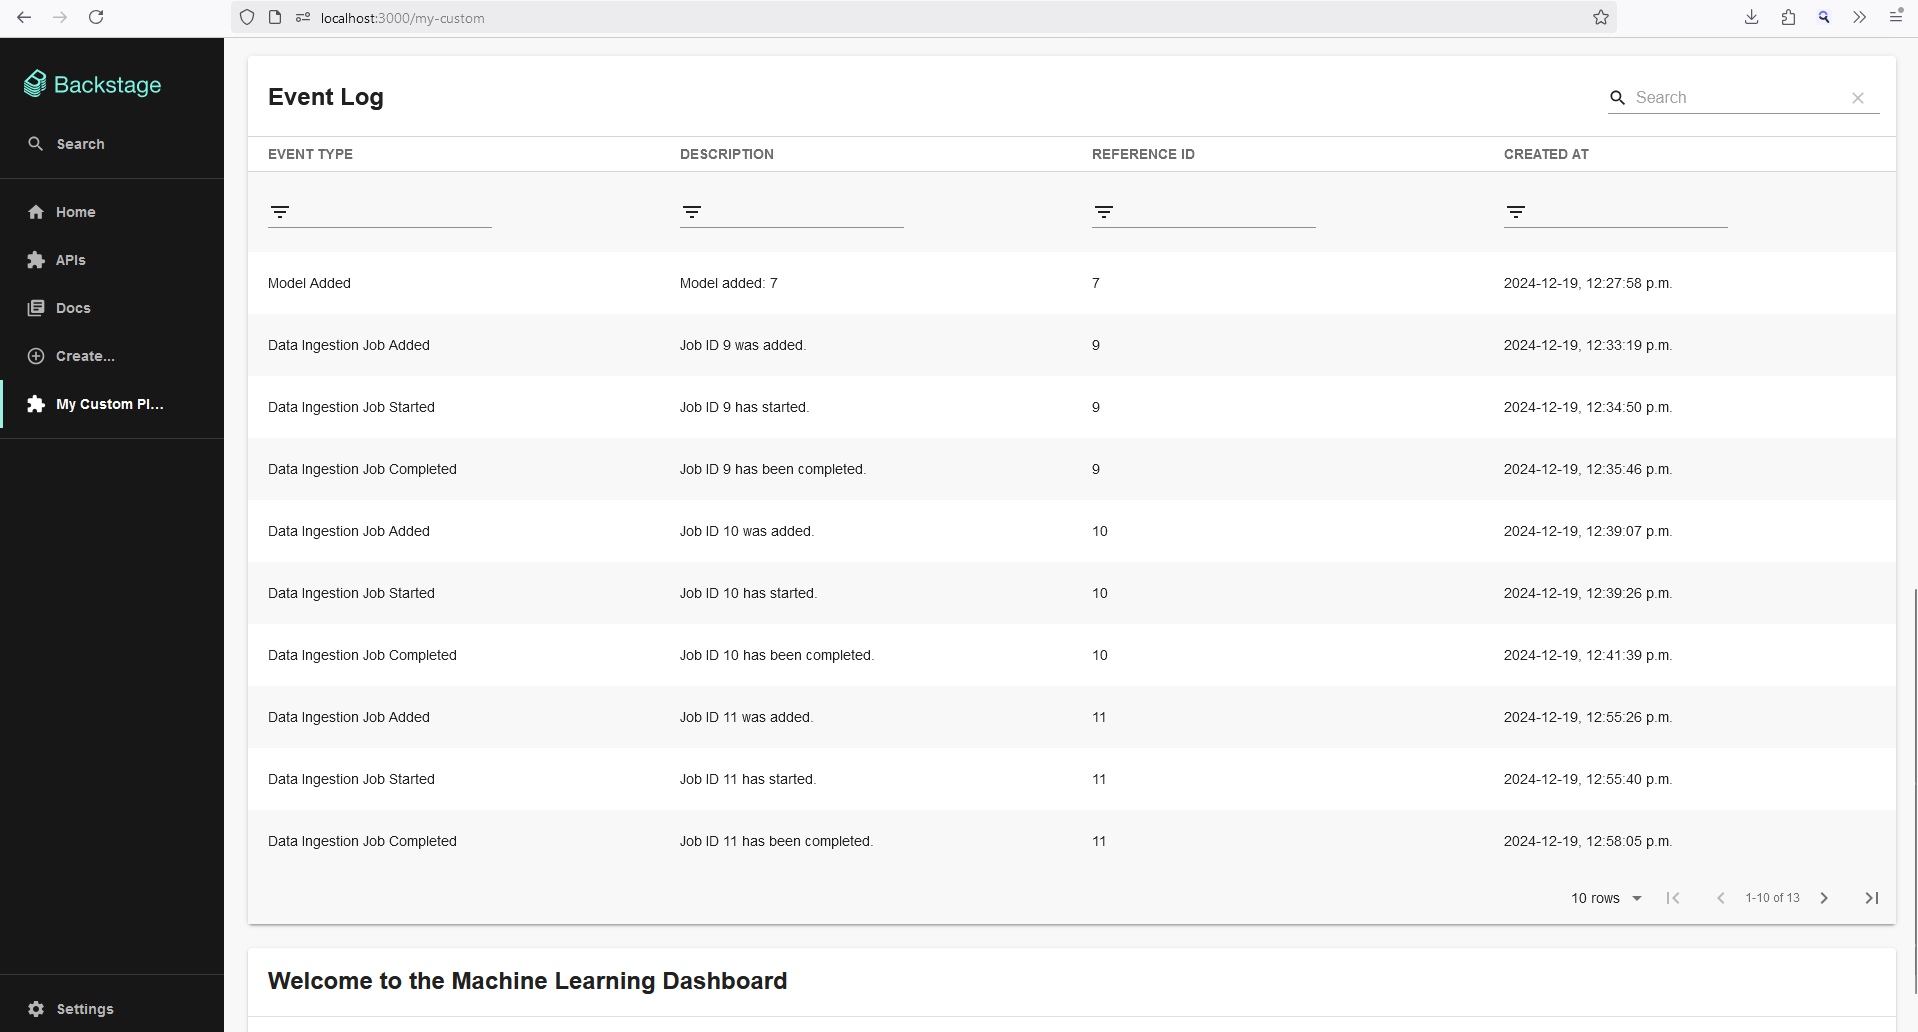 localhost:3000/my-custom
Backstage
Search
Home
APIs
Docs
Create...
My Custom Pl...
Settings
Event Log
Search
EVENT TYPE DESCRIPTION REFERENCE ID CREATED AT
Model Added Model added: 7 7 2024-12-19, 12:27:58 p.m.
Data Ingestion Job Added Job ID 9 was added. 9 2024-12-19, 12:33:19 p.m.
Data Ingestion Job Started Job ID 9 has started. 9 2024-12-19, 12:34:50 p.m.
Data Ingestion Job Completed Job ID 9 has been completed. 9 2024-12-19, 12:35:46 p.m.
Data Ingestion Job Added Job ID 10 was added. 10 2024-12-19, 12:39:07 p.m.
Data Ingestion Job Started Job ID 10 has started. 10 2024-12-19, 12:39:26 p.m.
Data Ingestion Job Completed Job ID 10 has been completed. 10 2024-12-19, 12:41:39 p.m.
Data Ingestion Job Added Job ID 11 was added. 11 2024-12-19, 12:55:26 p.m.
Data Ingestion Job Started Job ID 11 has started. 11 2024-12-19, 12:55:40 p.m.
Data Ingestion Job Completed Job ID 11 has been completed. 11 2024-12-19, 12:58:05 p.m.
10 rows 1-10 of 13
Welcome to the Machine Learning Dashboard